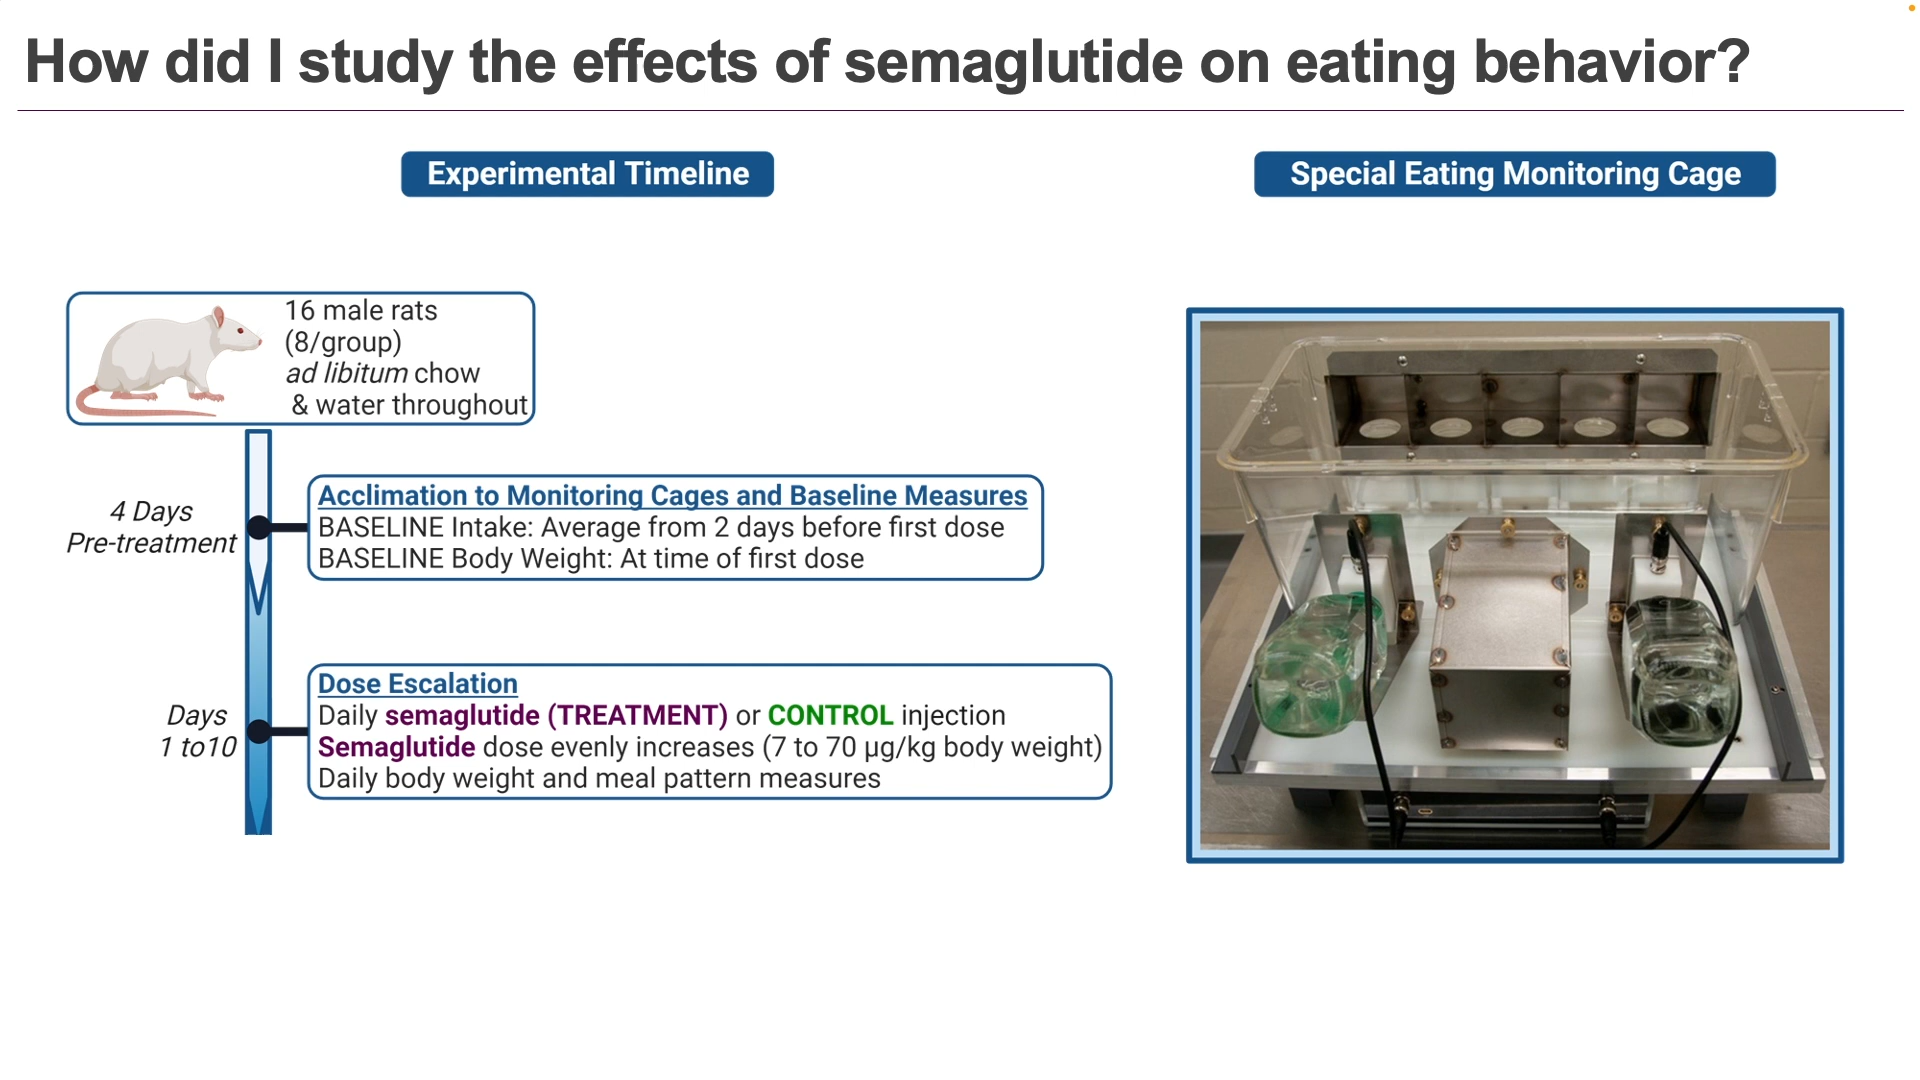 How did I study the effects of semaglutide on eating behavior?
Experimental Timeline
Special Eating Monitoring Cage
16 male rats
(8/group)
ad libitum chow
& water throughout
4 Days
Pre-treatment
Acclimation to Monitoring Cages and Baseline Measures
BASELINE Intake: Average from 2 days before first dose
BASELINE Body Weight: At time of first dose
Days
1 to10
Dose Escalation
Daily semaglutide (TREATMENT) or CONTROL injection
Semaglutide dose evenly increases (7 to 70 µg/kg body weight)
Daily body weight and meal pattern measures